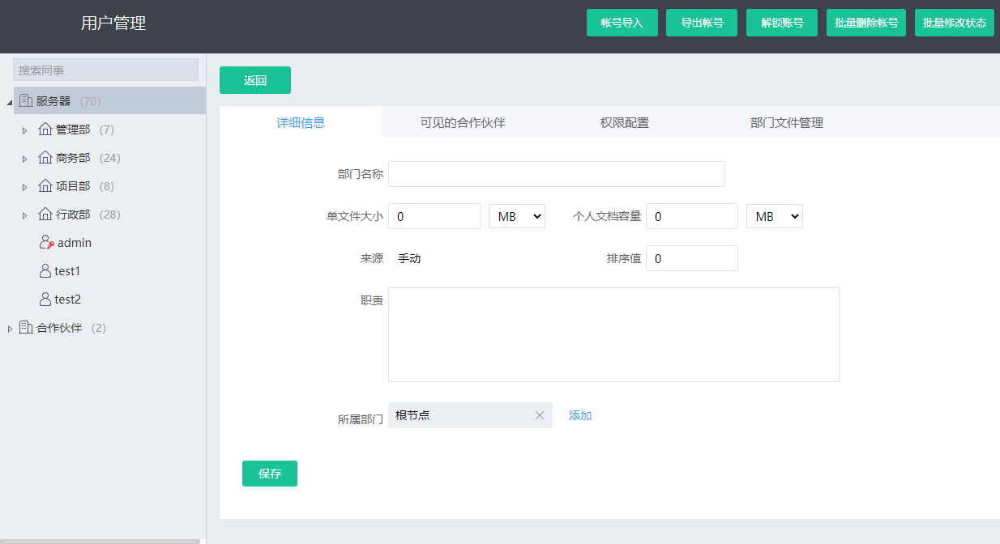 用户管理
帐号导入
导出帐号
解锁账号
批量删除帐号
批量修改状态
搜索同事
服务器 (70)
管理部 (7)
商务部 (24)
项目部 (8)
行政部 (28)
admin
test1
test2
合作伙伴 (2)
返回
详细信息 可见的合作伙伴 权限配置 部门文件管理
部门名称
单文件大小 0 MB 个人文档容量 0 MB
来源 手动 排序值 0
职责
所属部门 根节点 添加
保存